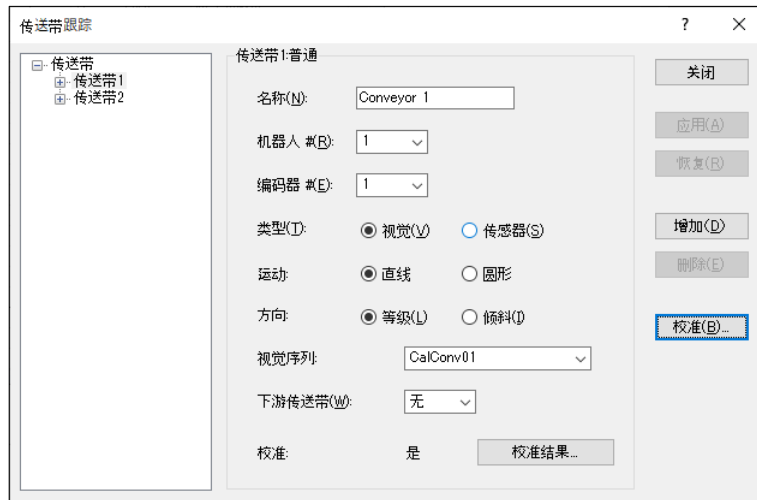 传送带跟踪
传送带
传送带1
传送带2
传送带1:普通
名称(N):
Conveyor 1
机器人 #(R):
1
编码器 #(E):
1
类型(T):
视觉(V)
传感器(S)
运动:
直线
圆形
方向:
等级(L)
倾斜(I)
视觉序列:
CalConv01
下游传送带(W):
无
校准:
是
校准结果...
关闭
应用(A)
恢复(R)
增加(D)
删除(E)
校准(B)...